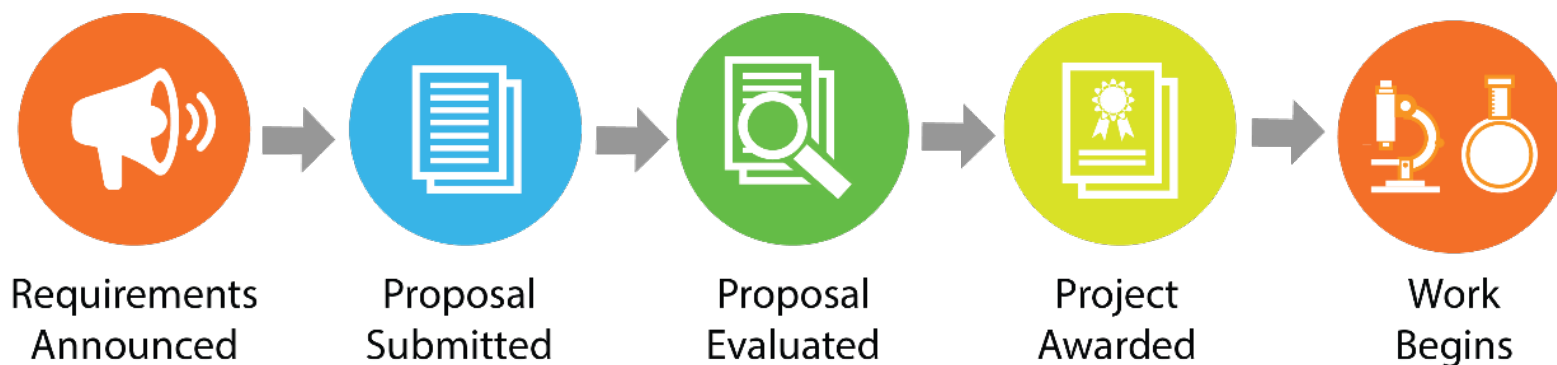 Requirements
Announced
Proposal
Submitted
Proposal
Evaluated
Project
Awarded
Work
Begins